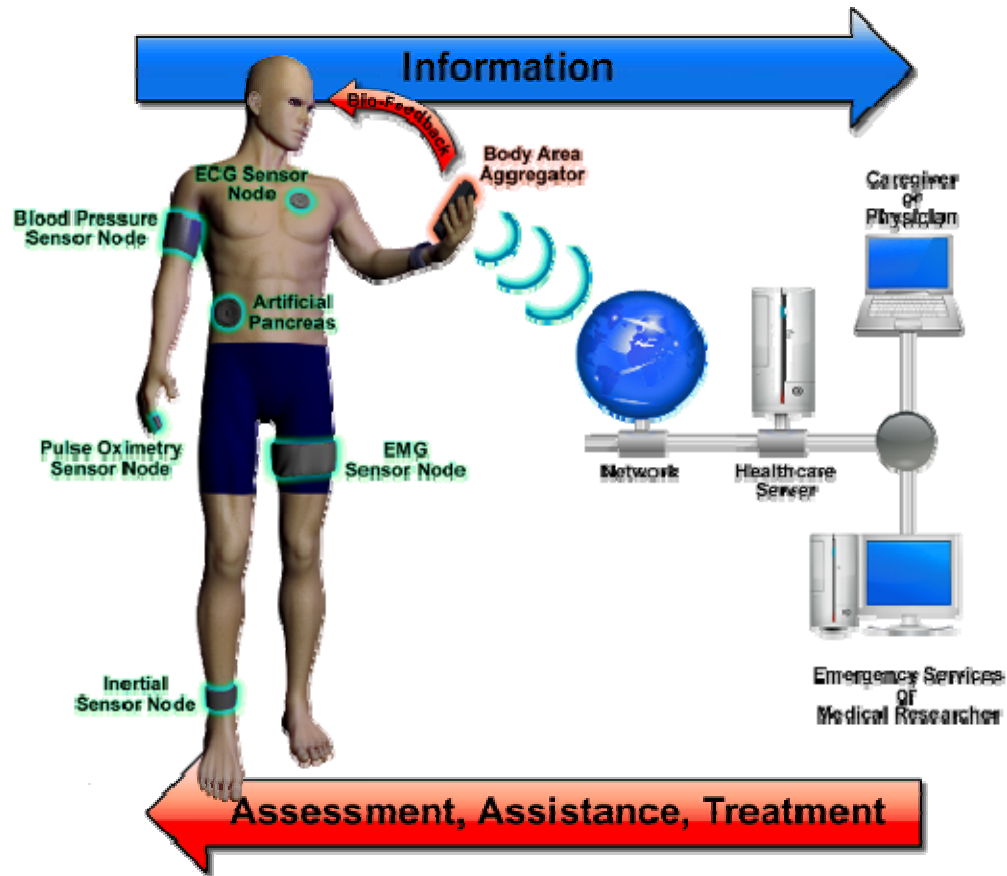 Information
Bio-Feedback
Body Area
Aggregator
ECG Sensor
Node
Caregiver
or
Physician
Blood Pressure
Sensor Node
Artificial
Pancreas
Pulse Oximetry
Sensor Node
EMG
Sensor Node
Network
Healthcare
Server
Inertial
Sensor Node
Emergency Services
or
Medical Researcher
Assessment, Assistance, Treatment